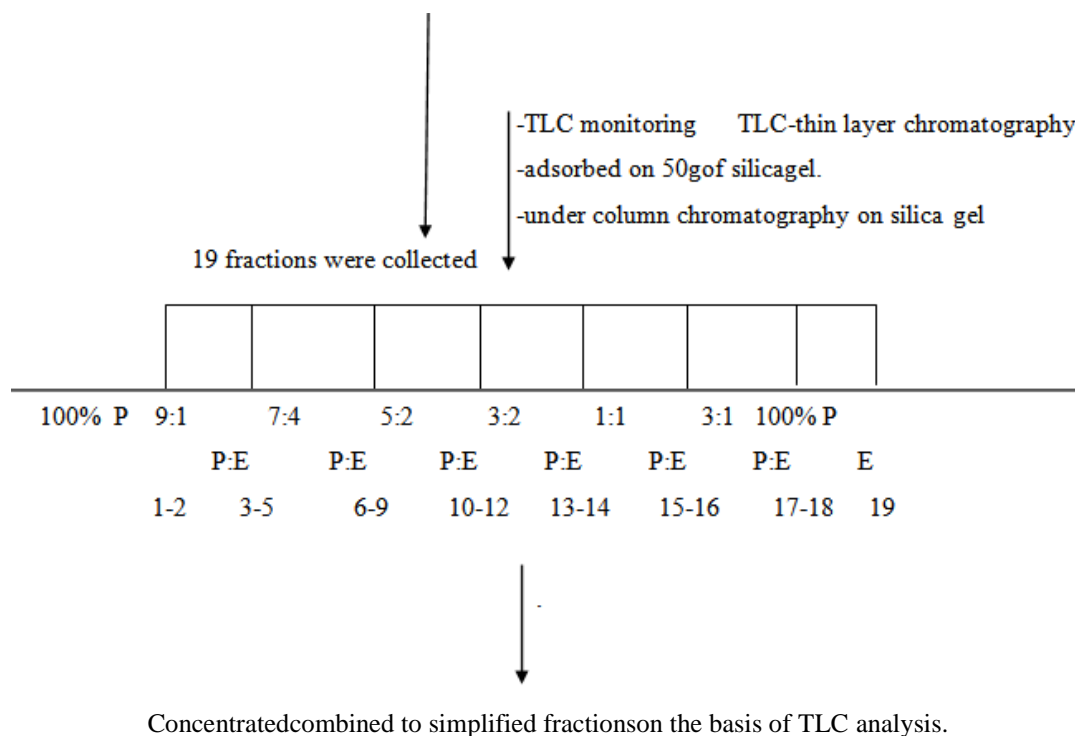 -TLC monitoring TLC-thin layer chromatography
-adsorbed on 50gof silicagel.
-under column chromatography on silica gel
19 fractions were collected
100% P 9:1 7:4 5:2 3:2 1:1 3:1 100% P
P:E P:E P:E P:E P:E P:E E
1-2 3-5 6-9 10-12 13-14 15-16 17-18 19
Concentratedcombined to simplified fractionson the basis of TLC analysis.